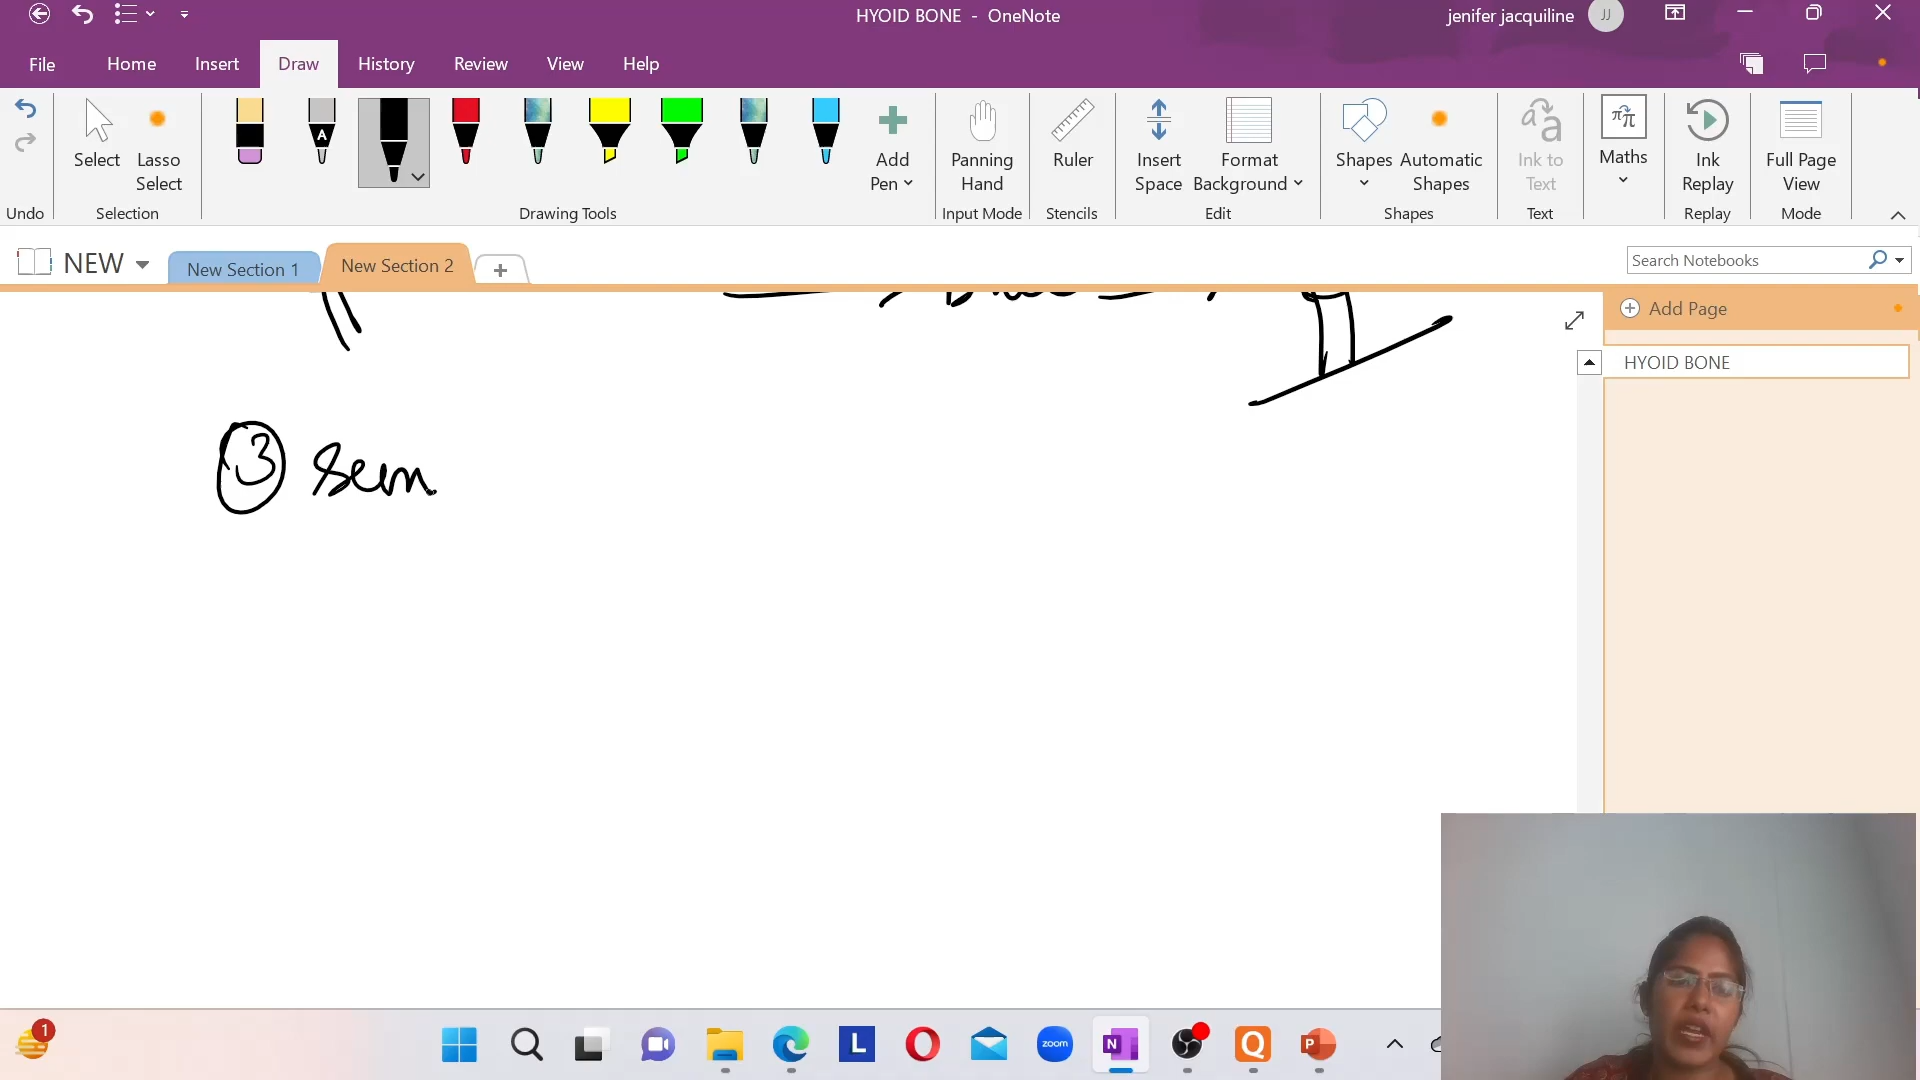 HYOID BONE - OneNote
jenifer jacquiline
JJ
File Home Insert Draw History Review View Help
Select
Lasso Select
A
Add Pen
Panning Hand
Ruler
Insert Space
Format Background
Shapes
Automatic Shapes
Ink to Text
Maths
Ink Replay
Full Page View
Undo Selection Drawing Tools Input Mode Stencils Edit Shapes Text Replay Mode
NEW New Section 1 New Section 2
Search Notebooks
Add Page
HYOID BONE
3 Sem
1
L
zoom
N
Q
P